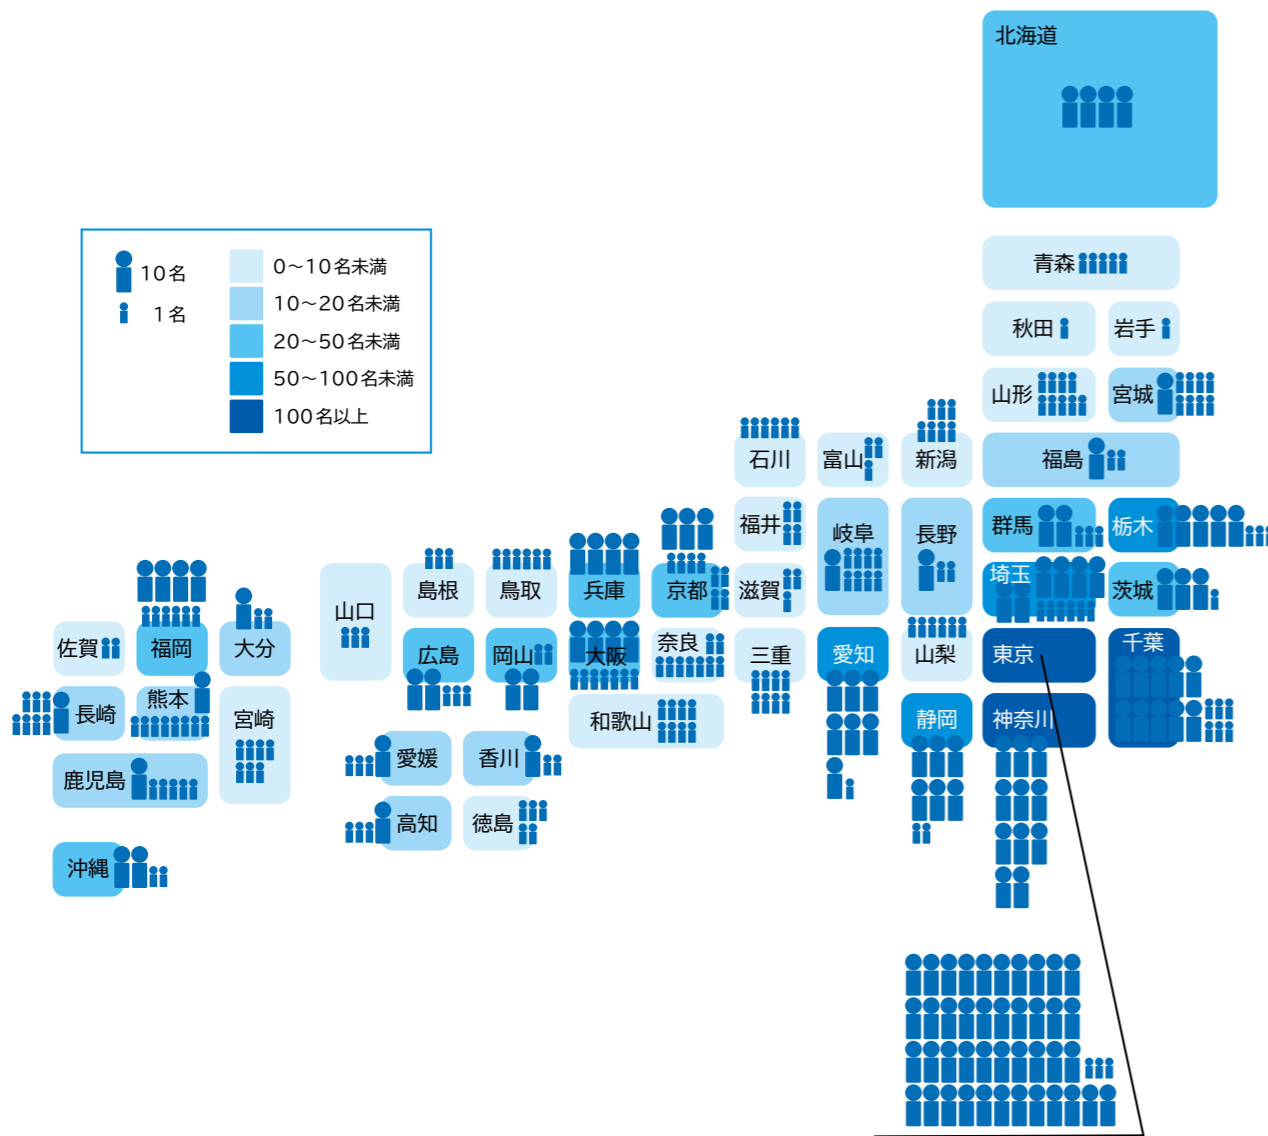 北海道
10名
1名
0〜10名未満
10〜20名未満
20〜50名未満
50〜100名未満
100名以上
青森
秋田
岩手
山形
宮城
石川
富山
新潟
福島
福井
岐阜
長野
群馬
栃木
山口
島根
鳥取
兵庫
京都
滋賀
埼玉
茨城
佐賀
福岡
大分
広島
岡山
大阪
奈良
三重
愛知
山梨
東京
千葉
長崎
熊本
宮崎
和歌山
静岡
神奈川
鹿児島
愛媛
香川
高知
徳島
沖縄